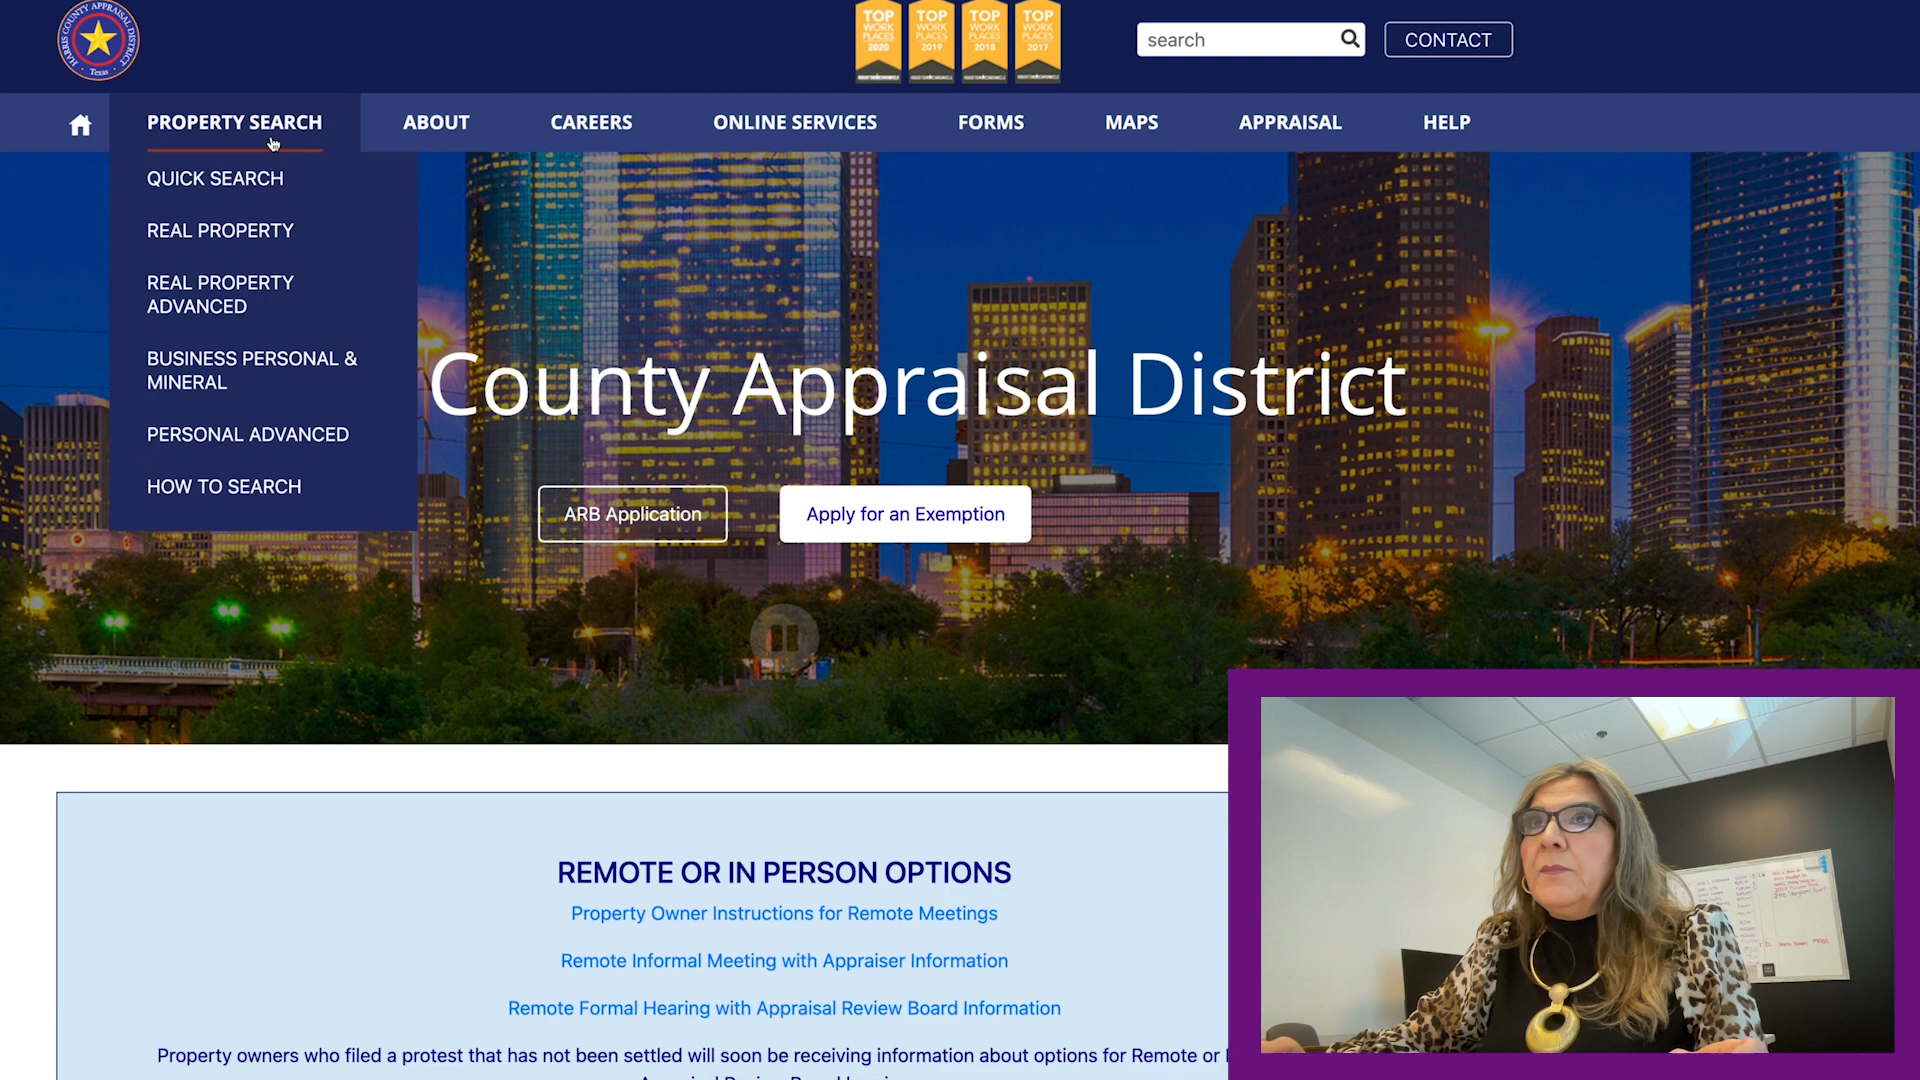 HARRIS COUNTY APPRAISAL DISTRICT
Texas
TOP WORK PLACES 2020
TOP WORK PLACES 2019
TOP WORK PLACES 2018
TOP WORK PLACES 2017
search
CONTACT
PROPERTY SEARCH
ABOUT
CAREERS
ONLINE SERVICES
FORMS
MAPS
APPRAISAL
HELP
QUICK SEARCH
REAL PROPERTY
REAL PROPERTY
ADVANCED
BUSINESS PERSONAL &
MINERAL
PERSONAL ADVANCED
HOW TO SEARCH
County Appraisal District
ARB Application
Apply for an Exemption
REMOTE OR IN PERSON OPTIONS
Property Owner Instructions for Remote Meetings
Remote Informal Meeting with Appraiser Information
Remote Formal Hearing with Appraisal Review Board Information
Property owners who filed a protest that has not been settled will soon be receiving information about options for Remote or